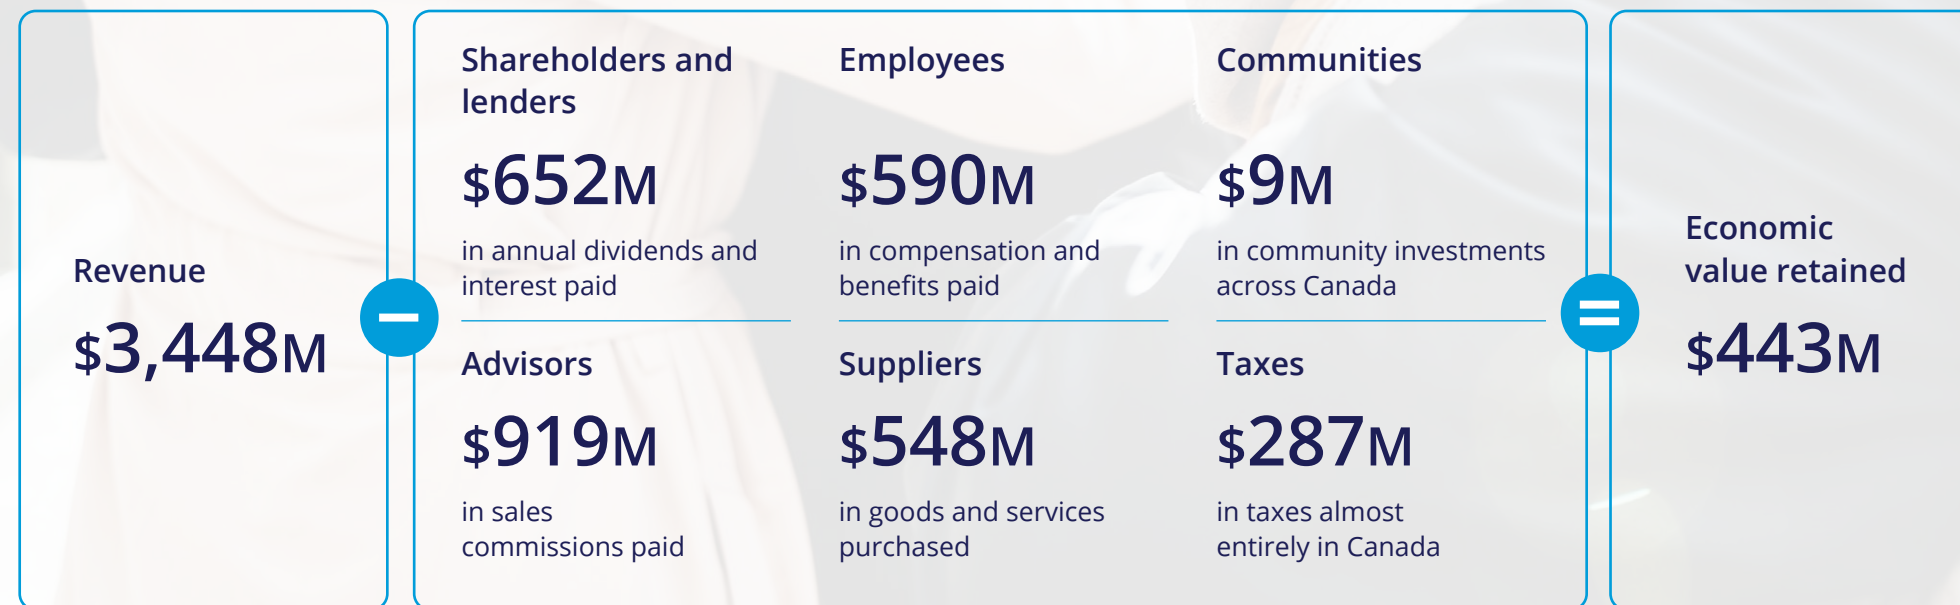 Revenue
$3,448M
−
Shareholders and
lenders
$652M
in annual dividends and
interest paid
Employees
$590M
in compensation and
benefits paid
Communities
$9M
in community investments
across Canada
Advisors
$919M
in sales
commissions paid
Suppliers
$548M
in goods and services
purchased
Taxes
$287M
in taxes almost
entirely in Canada
=
Economic
value retained
$443M